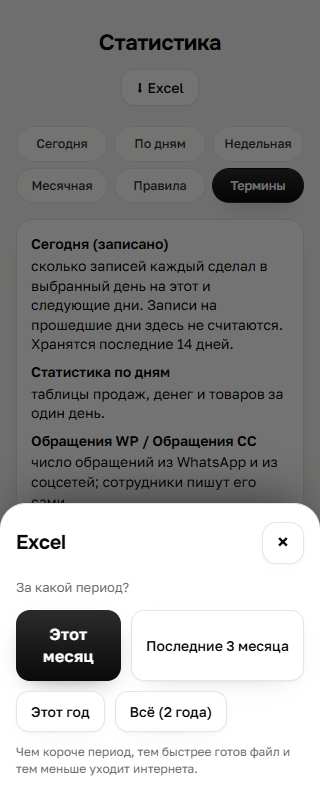 Статистика
⭳ Excel
Сегодня
По дням
Недельная
Месячная
Правила
Термины
Сегодня (записано)
сколько записей каждый сделал в
выбранный день на этот и
следующие дни. Записи на
прошедшие дни здесь не считаются.
Хранятся последние 14 дней.
Статистика по дням
таблицы продаж, денег и товаров за
один день.
Обращения WP / Обращения СС
число обращений из WhatsApp и из
соцсетей; сотрудники пишут его
сами.
Excel
×
За какой период?
Этот
месяц
Последние 3 месяца
Этот год
Всё (2 года)
Чем короче период, тем быстрее готов файл и
тем меньше уходит интернета.